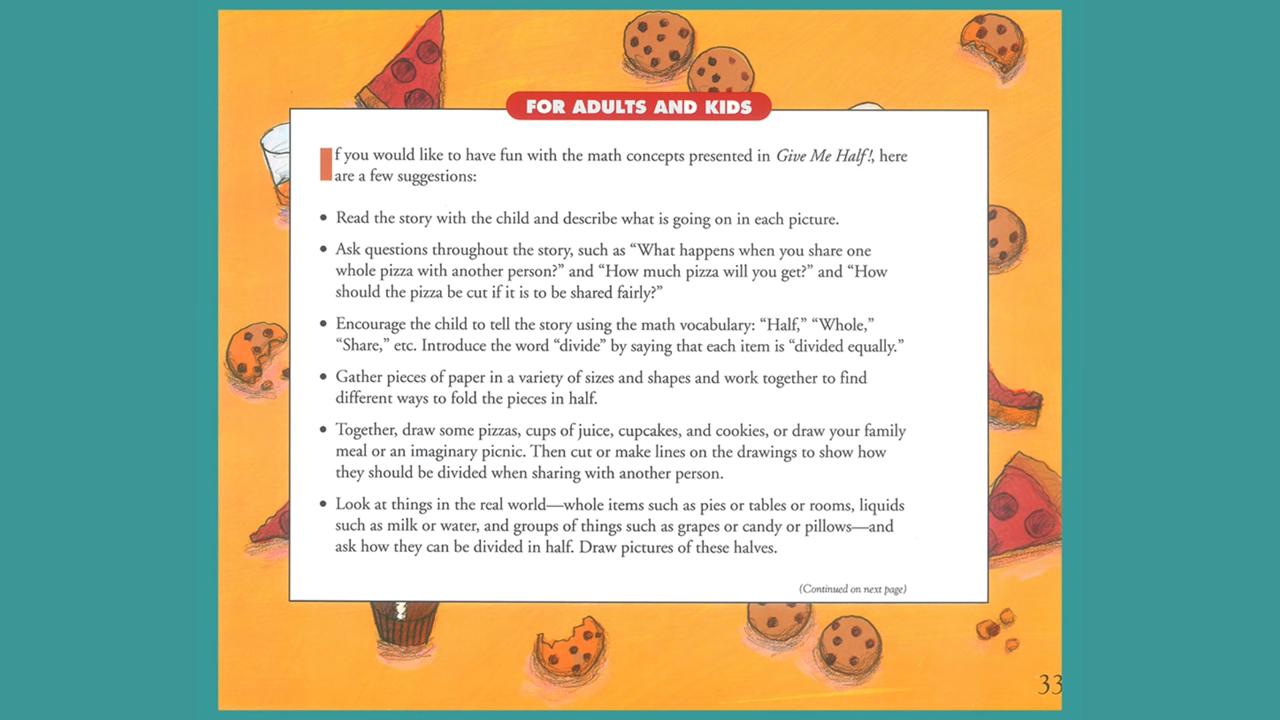 FOR ADULTS AND KIDS
If you would like to have fun with the math concepts presented in Give Me Half!, here
are a few suggestions:
• Read the story with the child and describe what is going on in each picture.
• Ask questions throughout the story, such as “What happens when you share one
whole pizza with another person?” and “How much pizza will you get?” and “How
should the pizza be cut if it is to be shared fairly?”
• Encourage the child to tell the story using the math vocabulary: “Half,” “Whole,”
“Share,” etc. Introduce the word “divide” by saying that each item is “divided equally.”
• Gather pieces of paper in a variety of sizes and shapes and work together to find
different ways to fold the pieces in half.
• Together, draw some pizzas, cups of juice, cupcakes, and cookies, or draw your family
meal or an imaginary picnic. Then cut or make lines on the drawings to show how
they should be divided when sharing with another person.
• Look at things in the real world—whole items such as pies or tables or rooms, liquids
such as milk or water, and groups of things such as grapes or candy or pillows—and
ask how they can be divided in half. Draw pictures of these halves.
(Continued on next page)
33